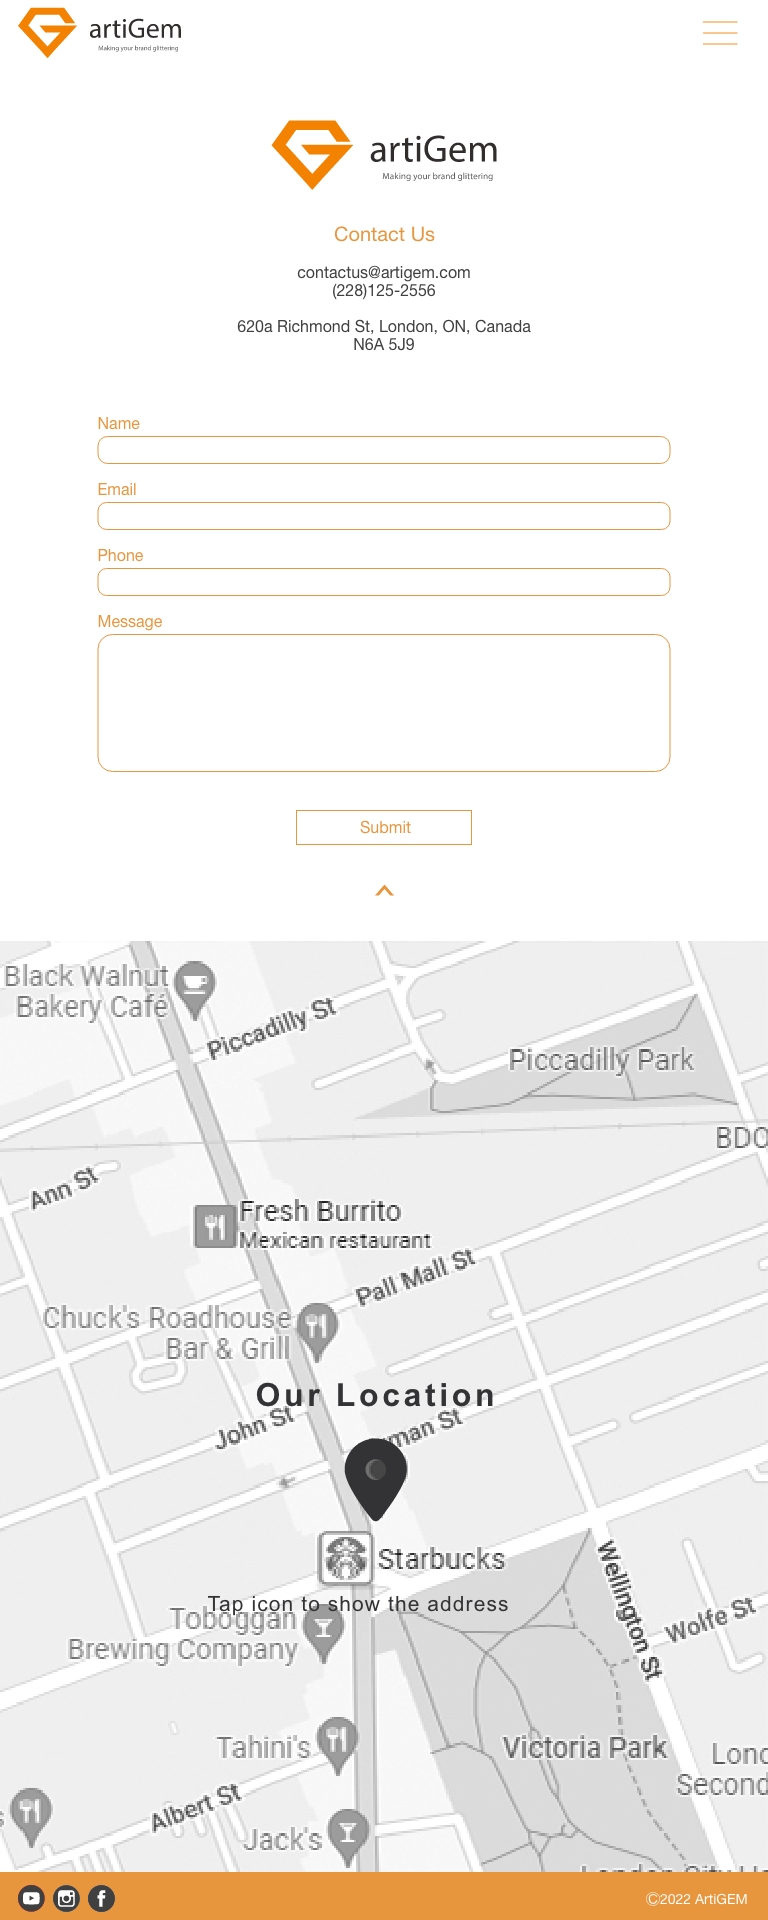 artiGem
Making your brand glittering
artiGem
Making your brand glittering
Contact Us
contactus@artigem.com
(228)125-2556
620a Richmond St, London, ON, Canada
N6A 5J9
Name
Email
Phone
Message
Submit
Black Walnut
Bakery Café
Piccadilly St
Piccadilly Park
BDO
Ann St
Fresh Burrito
Mexican restaurant
Pall Mall St
Chuck's Roadhouse
Bar & Grill
Our Location
John St
man St
Starbucks
Tap icon to show the address
Toboggan
Brewing Company
Wellington St
Wolfe St
Tahini's
Victoria Park
Lond
Second
s
Albert St
Jack's
London City
©2022 ArtiGEM